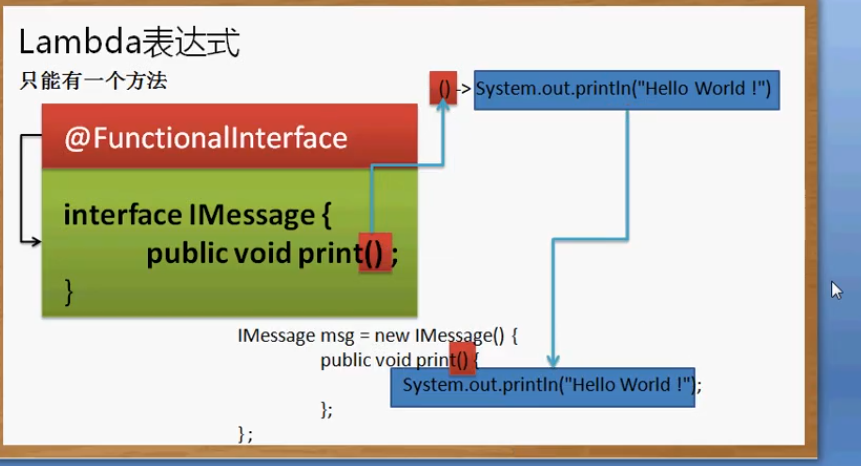 Lambda表达式
只能有一个方法
() -> System.out.println("Hello World !")
@FunctionalInterface
interface IMessage {
public void print() ;
}
IMessage msg = new IMessage() {
public void print() {
System.out.println("Hello World !");
};
} ;